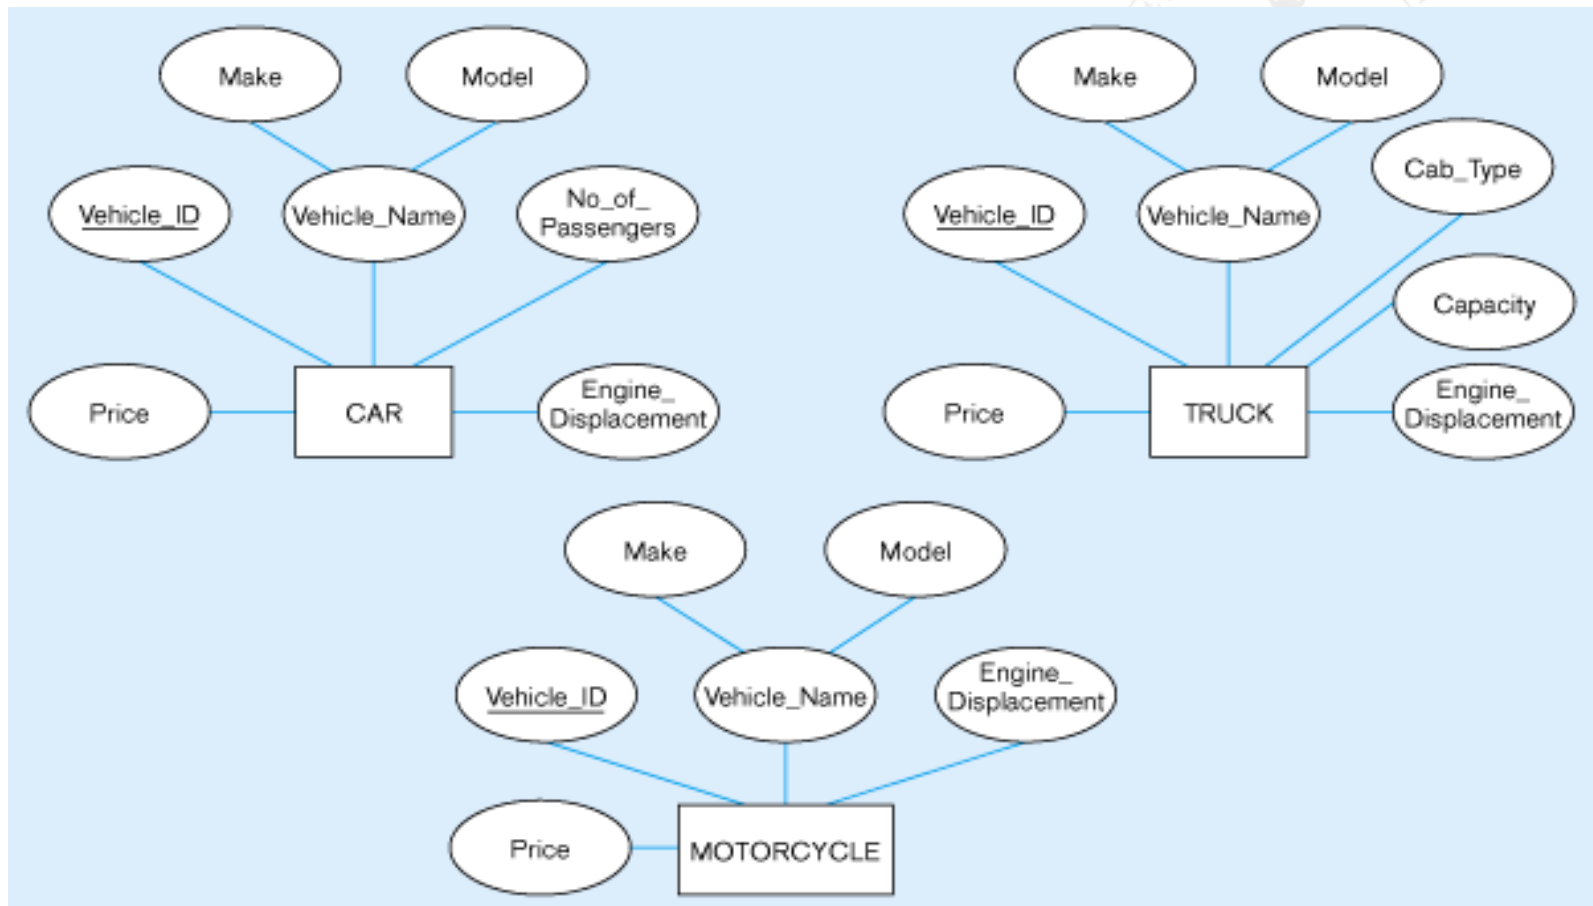 Make
Model
Vehicle_ID
Vehicle_Name
No_of_
Passengers
Price
CAR
Engine_
Displacement
Make
Model
Cab_Type
Vehicle_ID
Vehicle_Name
Capacity
Price
TRUCK
Engine_
Displacement
Make
Model
Vehicle_ID
Vehicle_Name
Engine_
Displacement
Price
MOTORCYCLE